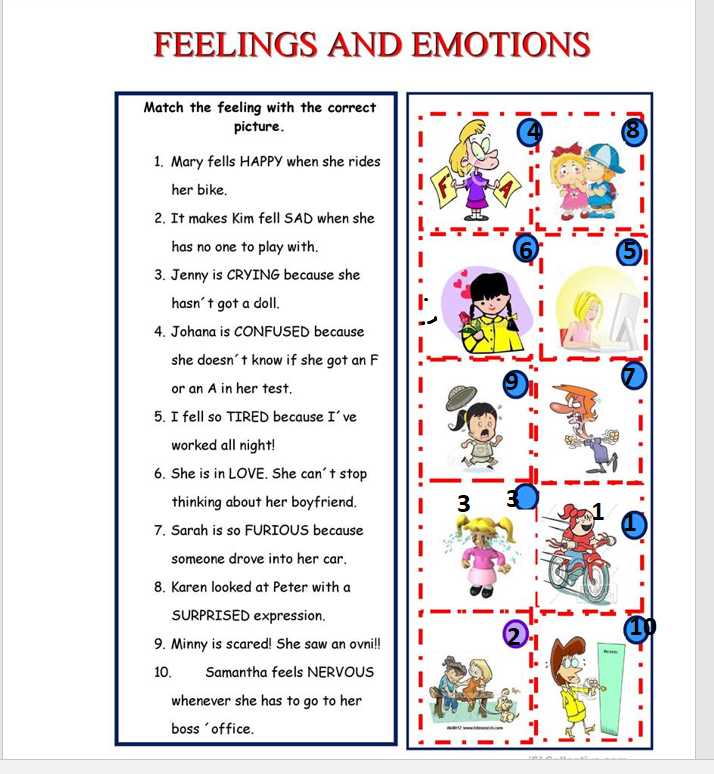 FEELINGS AND EMOTIONS
Match the feeling with the correct
picture.
1. Mary fells HAPPY when she rides
her bike.
2. It makes Kim fell SAD when she
has no one to play with.
3. Jenny is CRYING because she
hasn´t got a doll.
4. Johana is CONFUSED because
she doesn´t know if she got an F
or an A in her test.
5. I fell so TIRED because I´ve
worked all night!
6. She is in LOVE. She can´t stop
thinking about her boyfriend.
7. Sarah is so FURIOUS because
someone drove into her car.
8. Karen looked at Peter with a
SURPRISED expression.
9. Minny is scared! She saw an ovni!!
10. Samantha feels NERVOUS
whenever she has to go to her
boss ´office.
4 8
F A
6 5
9 7
3 3 1 1
2 10